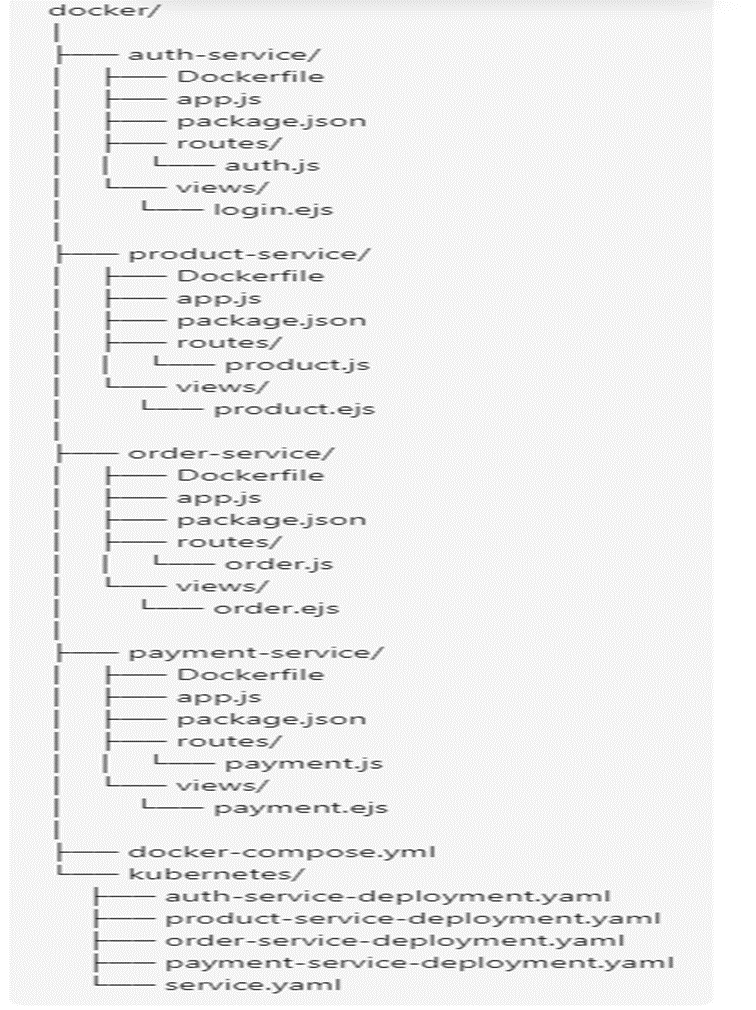 docker/
│
├── auth-service/
│   ├── Dockerfile
│   ├── app.js
│   ├── package.json
│   ├── routes/
│   │   └── auth.js
│   └── views/
│       └── login.ejs
│
├── product-service/
│   ├── Dockerfile
│   ├── app.js
│   ├── package.json
│   ├── routes/
│   │   └── product.js
│   └── views/
│       └── product.ejs
│
├── order-service/
│   ├── Dockerfile
│   ├── app.js
│   ├── package.json
│   ├── routes/
│   │   └── order.js
│   └── views/
│       └── order.ejs
│
├── payment-service/
│   ├── Dockerfile
│   ├── app.js
│   ├── package.json
│   ├── routes/
│   │   └── payment.js
│   └── views/
│       └── payment.ejs
│
├── docker-compose.yml
└── kubernetes/
    ├── auth-service-deployment.yaml
    ├── product-service-deployment.yaml
    ├── order-service-deployment.yaml
    ├── payment-service-deployment.yaml
    └── service.yaml